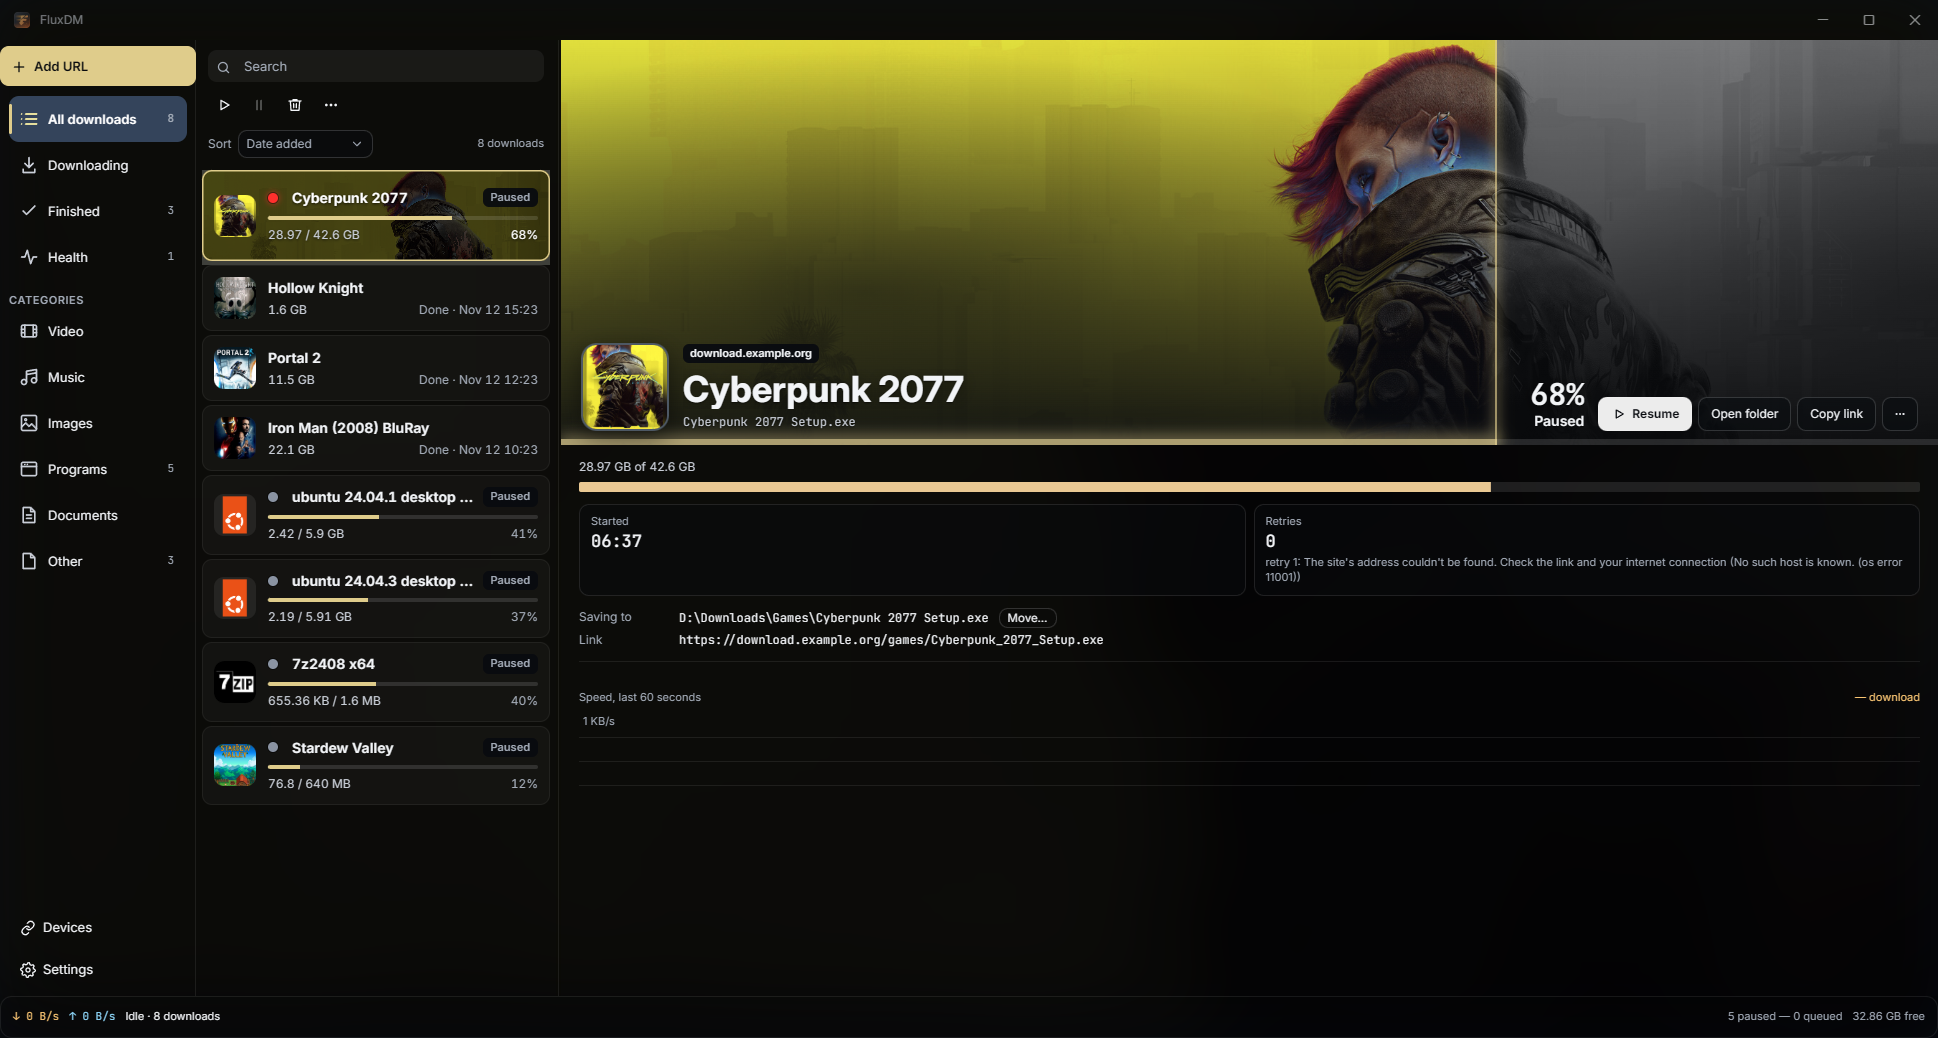 FluxDM
Add URL
All downloads 8
Downloading
Finished 3
Health 1
CATEGORIES
Video
Music
Images
Programs 5
Documents
Other 3
Devices
Settings
Search
Sort Date added 8 downloads
Cyberpunk 2077 Paused
28.97 / 42.6 GB 68%
Hollow Knight
1.6 GB Done · Nov 12 15:23
PORTAL 2
Portal 2
11.5 GB Done · Nov 12 12:23
Iron Man (2008) BluRay
22.1 GB Done · Nov 12 10:23
ubuntu 24.04.1 desktop ... Paused
2.42 / 5.9 GB 41%
ubuntu 24.04.3 desktop ... Paused
2.19 / 5.91 GB 37%
7 ZIP
7z2408 x64 Paused
655.36 KB / 1.6 MB 40%
STARDEW VALLEY
Stardew Valley Paused
76.8 / 640 MB 12%
download.example.org
Cyberpunk
Cyberpunk 2077
Cyberpunk 2077 Setup.exe
68%
Paused
Resume Open folder Copy link ...
28.97 GB of 42.6 GB
Started
06:37
Retries
0
retry 1: The site's address couldn't be found. Check the link and your internet connection (No such host is known. (os error
11001))
Saving to D:\Downloads\Games\Cyberpunk 2077 Setup.exe Move...
Link https://download.example.org/games/Cyberpunk_2077_Setup.exe
Speed, last 60 seconds — download
1 KB/s
↓ 0 B/s ↑ 0 B/s Idle · 8 downloads
5 paused — 0 queued 32.86 GB free